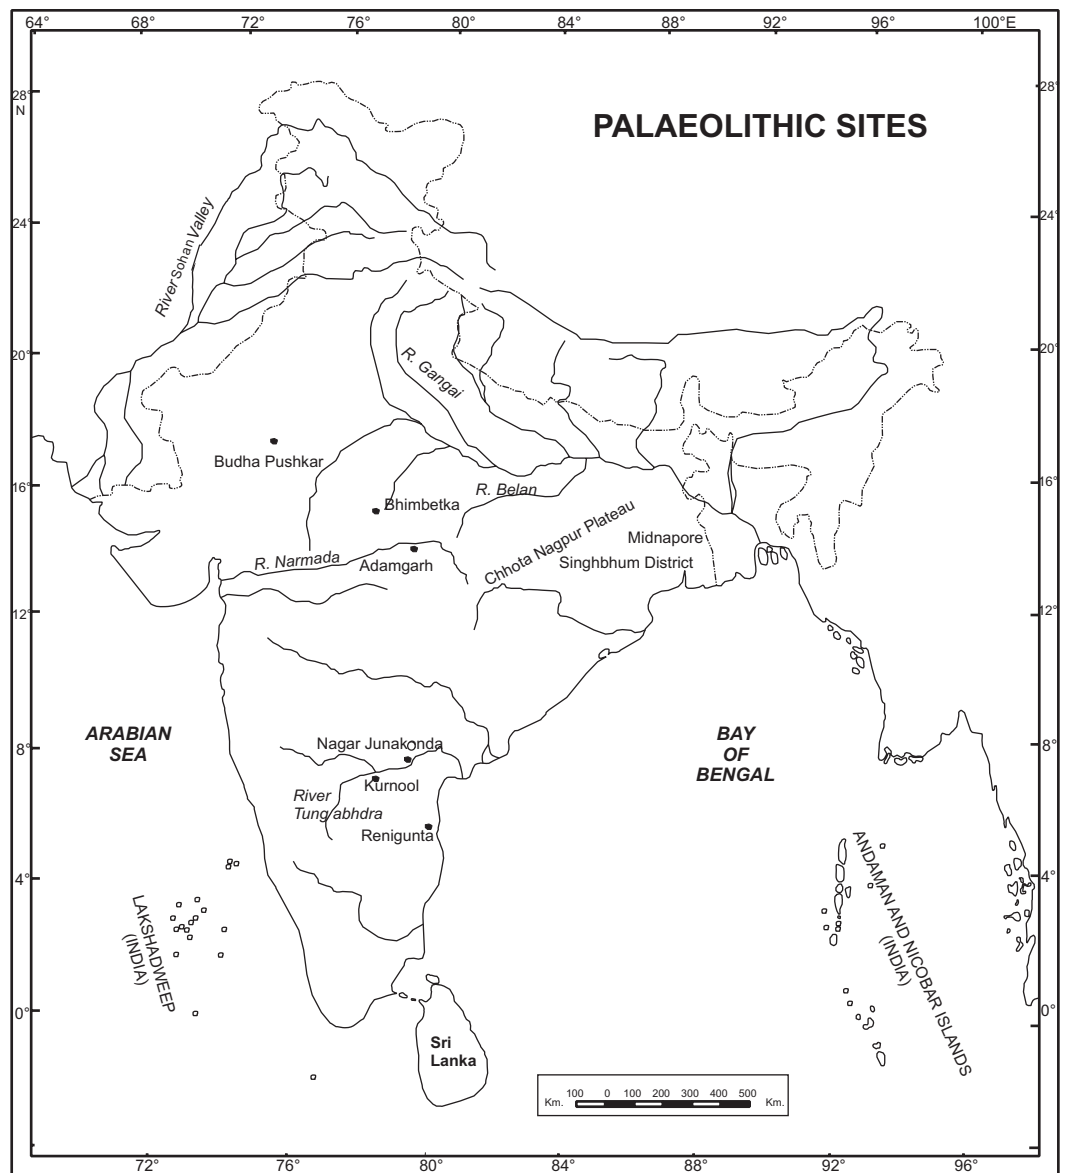 64° 68° 72° 76° 80° 84° 88° 92° 96° 100°E
28°
N
28°
PALAEOLITHIC SITES
24°
24°
River Sohan Valley
20°
20°
R. Gangai
Budha Pushkar
16°
16°
R. Belan
Bhimbetka
Chhota Nagpur Plateau
Midnapore
R. Narmada
Adamgarh
Singhbhum District
12°
12°
ARABIAN
SEA
BAY
OF
BENGAL
8°
8°
Nagar Junakonda
Kurnool
River
Tungabhdra
Renigunta
4°
4°
LAKSHADWEEP
(INDIA)
ANDAMAN AND NICOBAR ISLANDS
(INDIA)
0°
0°
Sri
Lanka
100 0 100 200 300 400 500
Km. Km.
72° 76° 80° 84° 88° 92° 96°